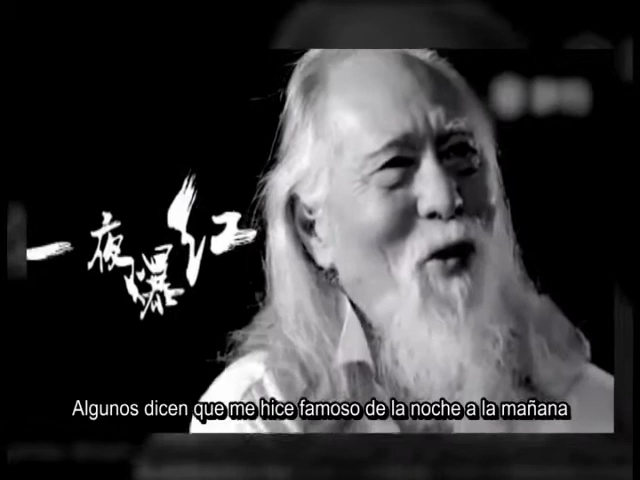 一夜爆红
Algunos dicen que me hice famoso de la noche a la mañana